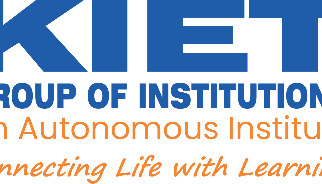 KIET
ROUP OF INSTITUTION
n Autonomous Institu
nnecting Life with Learnin